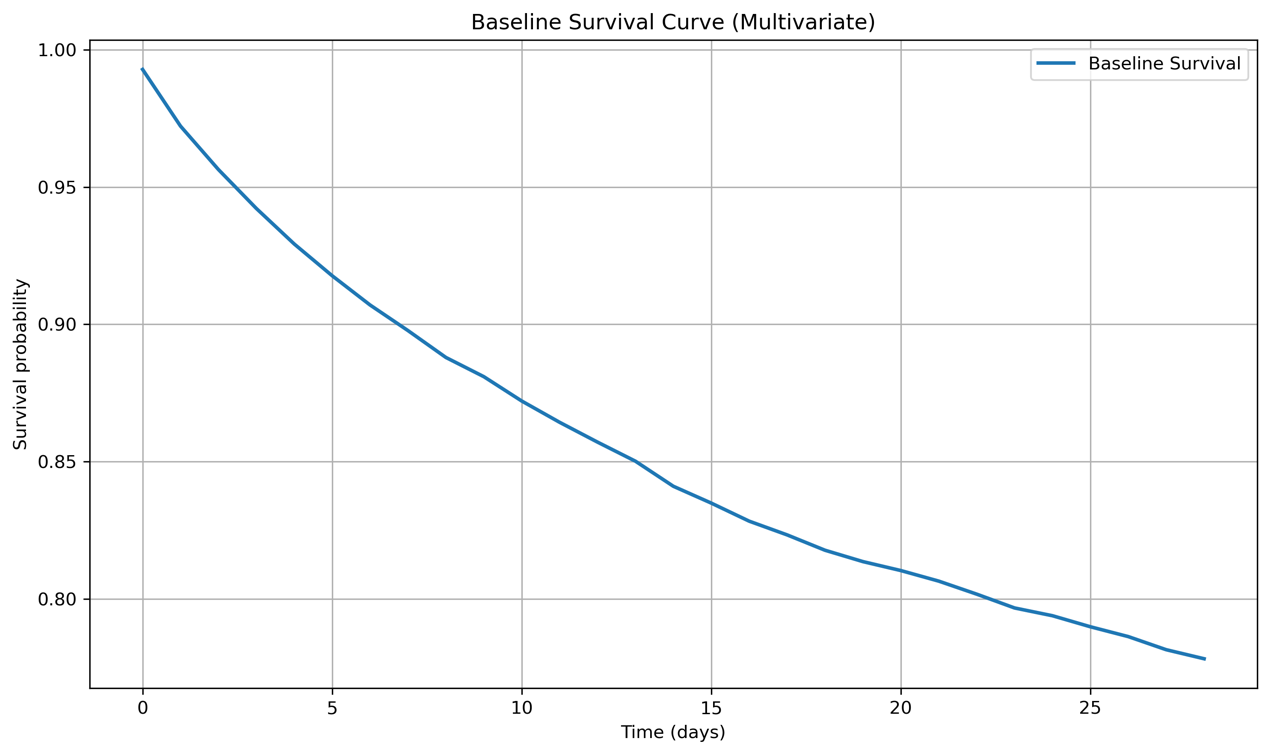 Baseline Survival Curve (Multivariate)
Baseline Survival
1.00
0.95
0.90
0.85
0.80
Survival probability
0 5 10 15 20 25
Time (days)